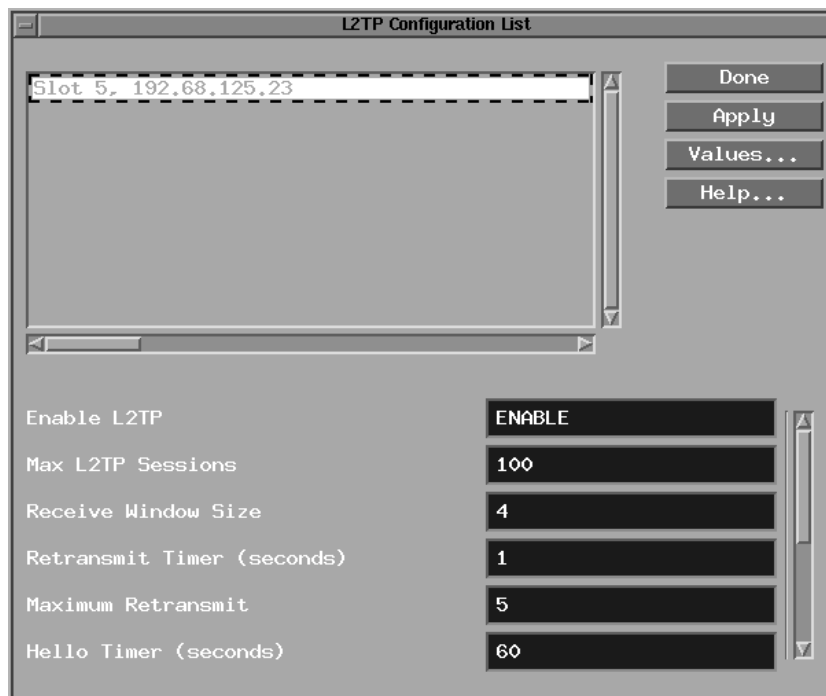 L2TP Configuration List
Slot 5, 192.68.125.23
Done
Apply
Values...
Help...
Enable L2TP
ENABLE
Max L2TP Sessions
100
Receive Window Size
4
Retransmit Timer (seconds)
1
Maximum Retransmit
5
Hello Timer (seconds)
60